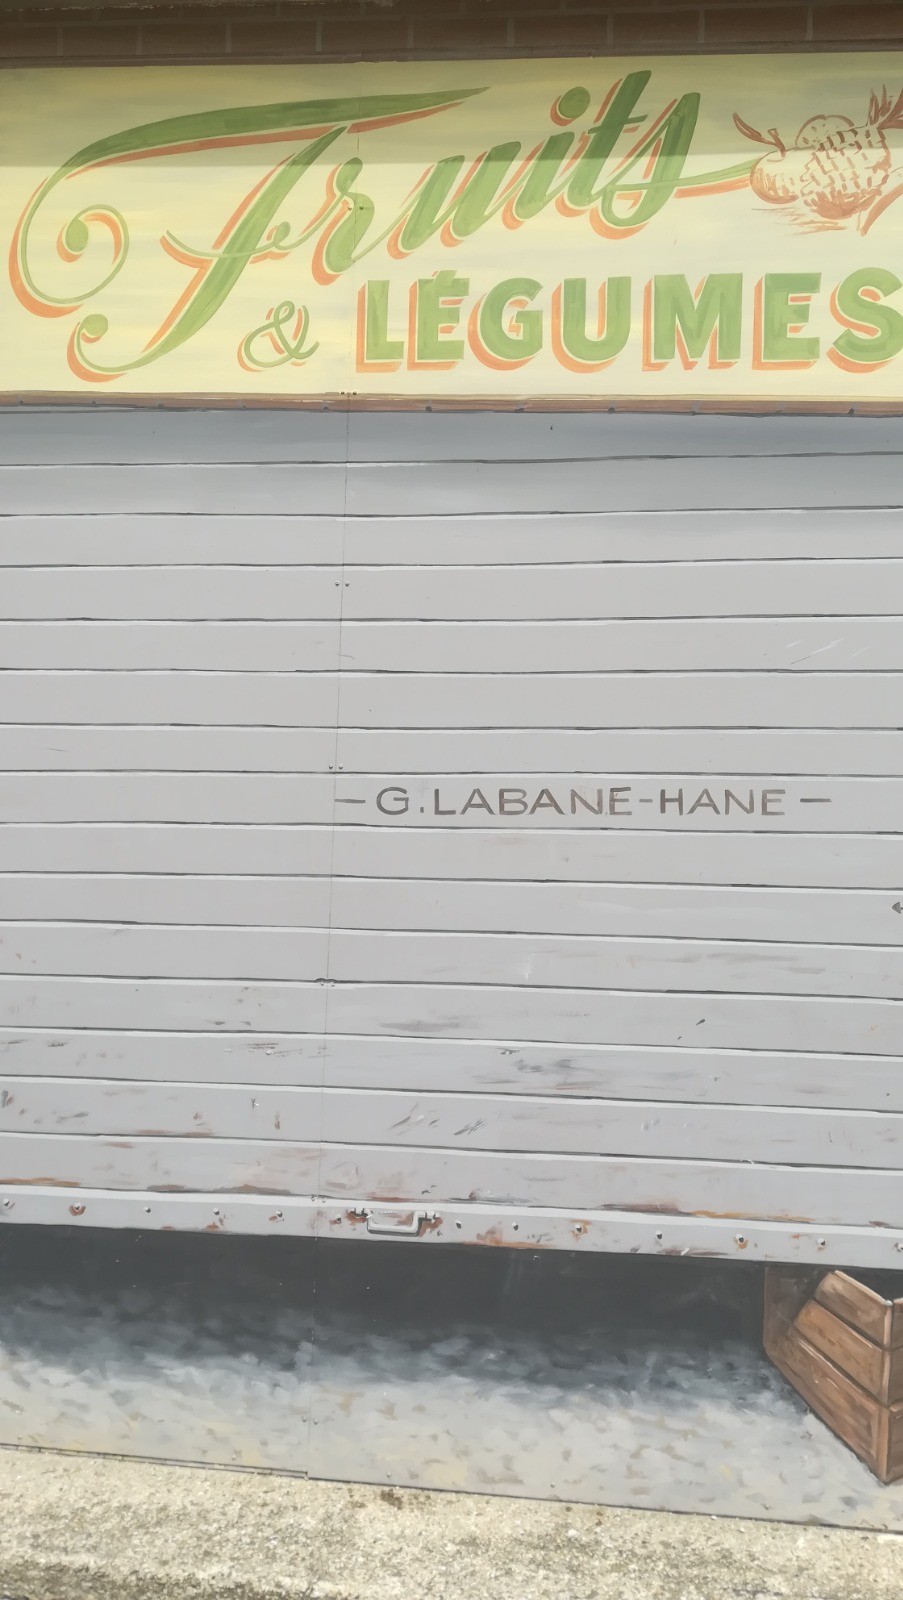 Fruits
& LÉGUMES
— G. LABANE-HANE —